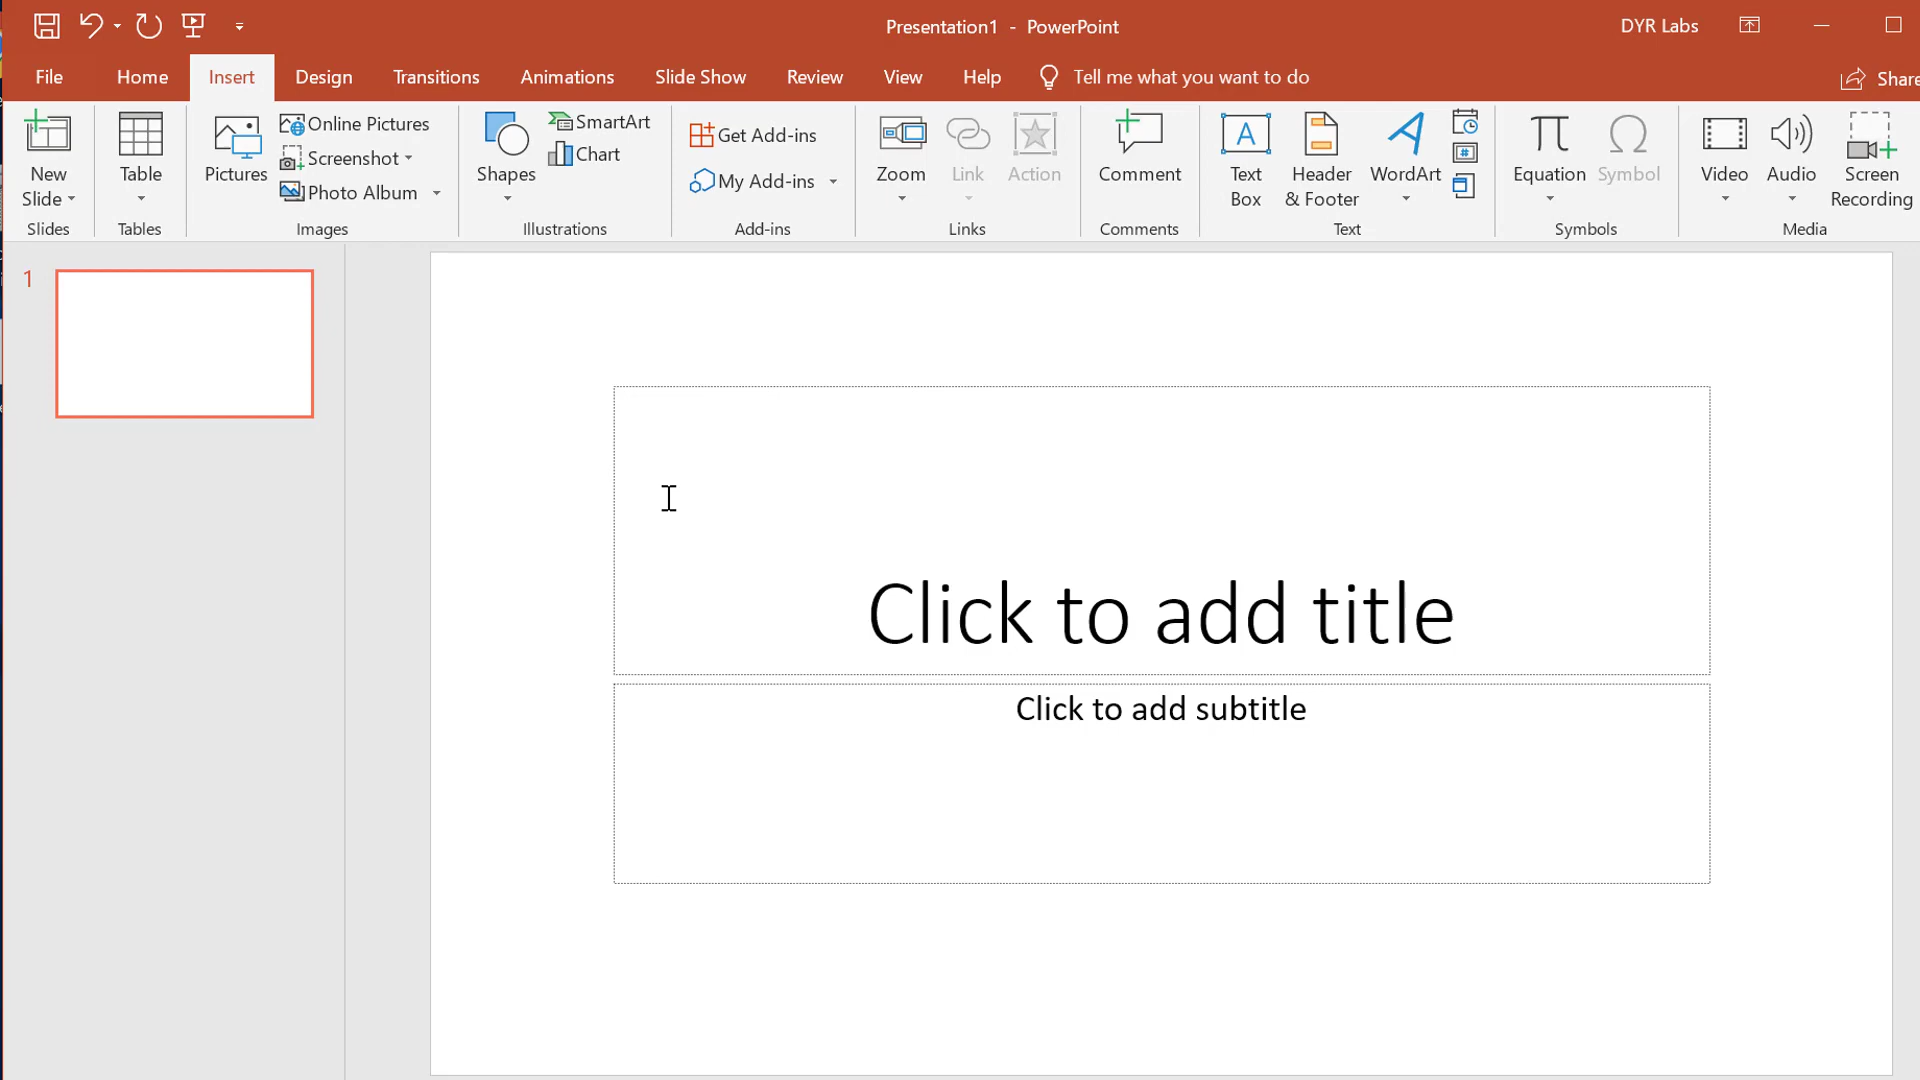 Presentation1 - PowerPoint
DYR Labs
File Home Insert Design Transitions Animations Slide Show Review View Help Tell me what you want to do Share
New Slide
Table
Pictures
Online Pictures
Screenshot
Photo Album
Shapes
SmartArt
Chart
Get Add-ins
My Add-ins
Zoom
Link
Action
Comment
Text Box
Header & Footer
WordArt
Equation
Symbol
Video
Audio
Screen Recording
Slides Tables Images Illustrations Add-ins Links Comments Text Symbols Media
1
Click to add title
Click to add subtitle